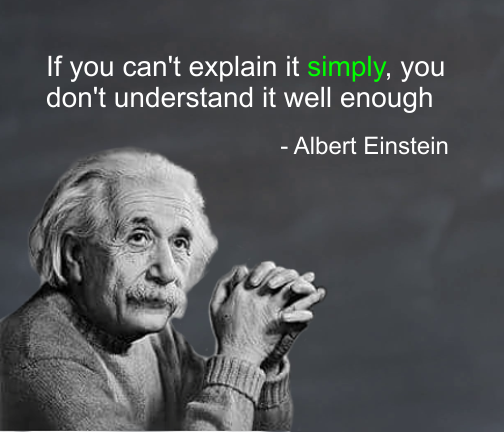 If you can't explain it simply, you
don't understand it well enough
- Albert Einstein